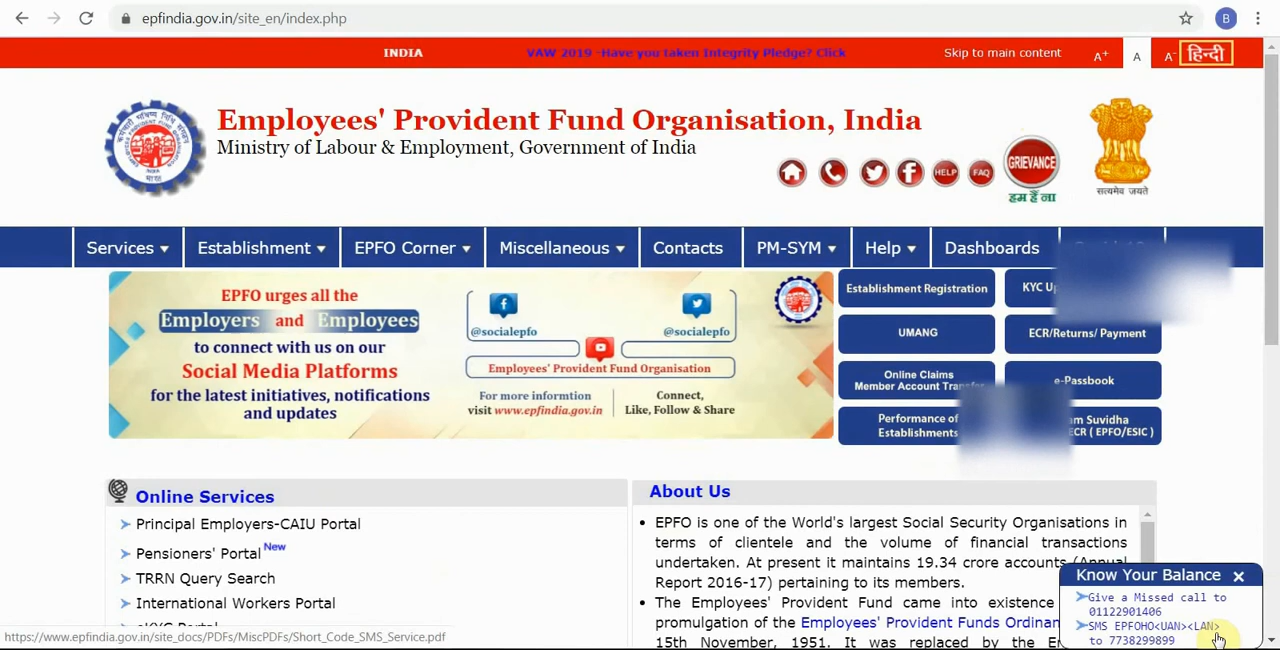 epfindia.gov.in/site_en/index.php
B
INDIA
VAW 2019 -Have you taken Integrity Pledge? Click
Skip to main content
A+
A
A-
हिन्दी
Employees' Provident Fund Organisation, India
Ministry of Labour & Employment, Government of India
HELP
FAQ
GRIEVANCE
हम हैं ना
सत्यमेव जयते
Services
Establishment
EPFO Corner
Miscellaneous
Contacts
PM-SYM
Help
Dashboards
EPFO urges all the
Employers and Employees
to connect with us on our
Social Media Platforms
for the latest initiatives, notifications
and updates
@socialepfo
@socialepfo
Employees' Provident Fund Organisation
For more informtion
visit www.epfindia.gov.in
Connect,
Like, Follow & Share
Establishment Registration
KYC
UMANG
ECR/Returns/ Payment
Online Claims
Member Account
e-Passbook
Performance of
Establishments
Suvidha
ECR ( EPFO/ESIC )
Online Services
Principal Employers-CAIU Portal
Pensioners' Portal New
TRRN Query Search
International Workers Portal
About Us
EPFO is one of the World's largest Social Security Organisations in
terms of clientele and the volume of financial transactions
undertaken. At present it maintains 19.34 crore accounts (Annual
Report 2016-17) pertaining to its members.
The Employees' Provident Fund came into existence
promulgation of the Employees' Provident Funds
15th November, 1951. It was replaced by the
Know Your Balance
Give a Missed call to
01122901406
SMS EPFOHO<UAN><LAN>
to 7738299899
https://www.epfindia.gov.in/site_docs/PDFs/MiscPDFs/Short_Code_SMS_Service.pdf